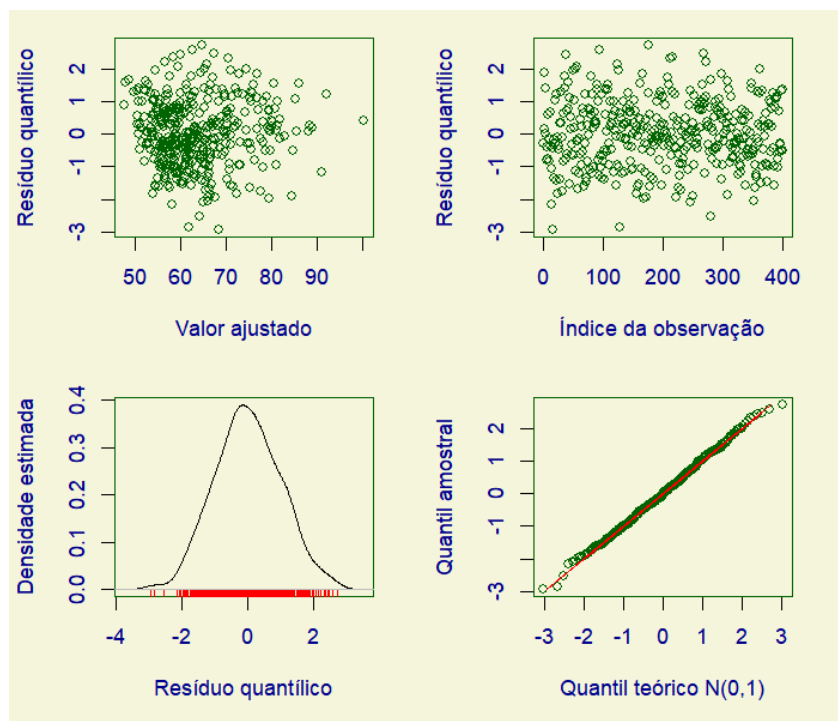 Resíduo quantílico
2
1
0
-1
-3
50 60 70 80 90
Valor ajustado
Resíduo quantílico
2
1
0
-1
-3
0 100 200 300 400
Índice da observação
Densidade estimada
0.4
0.3
0.2
0.1
0.0
-4 -2 0 2
Resíduo quantílico
Quantil amostral
2
1
0
-1
-3
-3 -2 -1 0 1 2 3
Quantil teórico N(0,1)